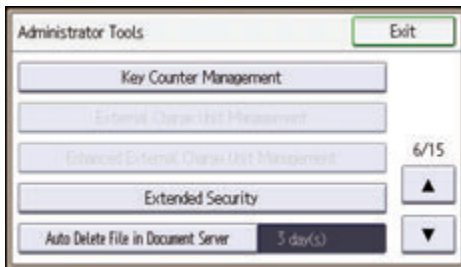 Administrator Tools
Exit
Key Counter Management
External Charge Unit Management
Enhanced External Charge Unit Management
6/15
Extended Security
Auto Delete File in Document Server
3 day(s)